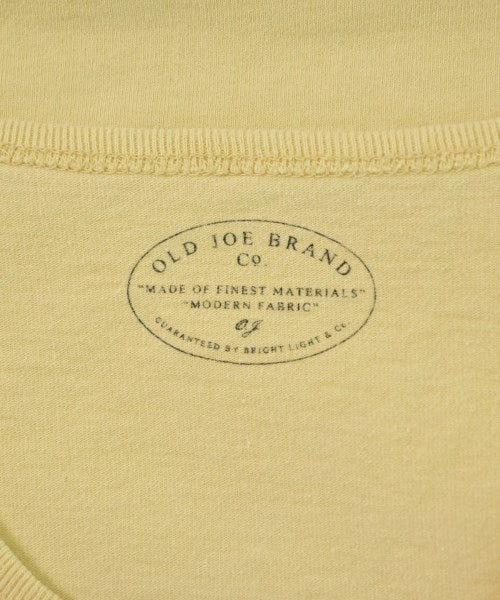 OLD JOE BRAND
Co.
"MADE OF FINEST MATERIALS"
"MODERN FABRIC"
OJ
GUARANTEED BY BRIGHT LIGHT & Co.